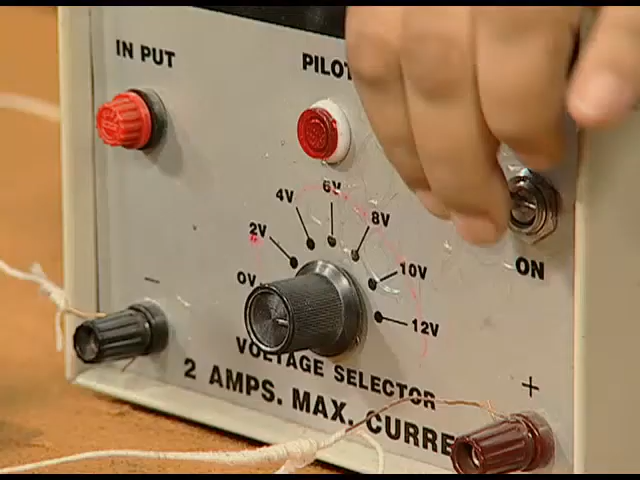 IN PUT
PILOT
6V
4V
8V
2V
10V
0V
12V
ON
VOLTAGE SELECTOR
−
+
2 AMPS. MAX. CURRE